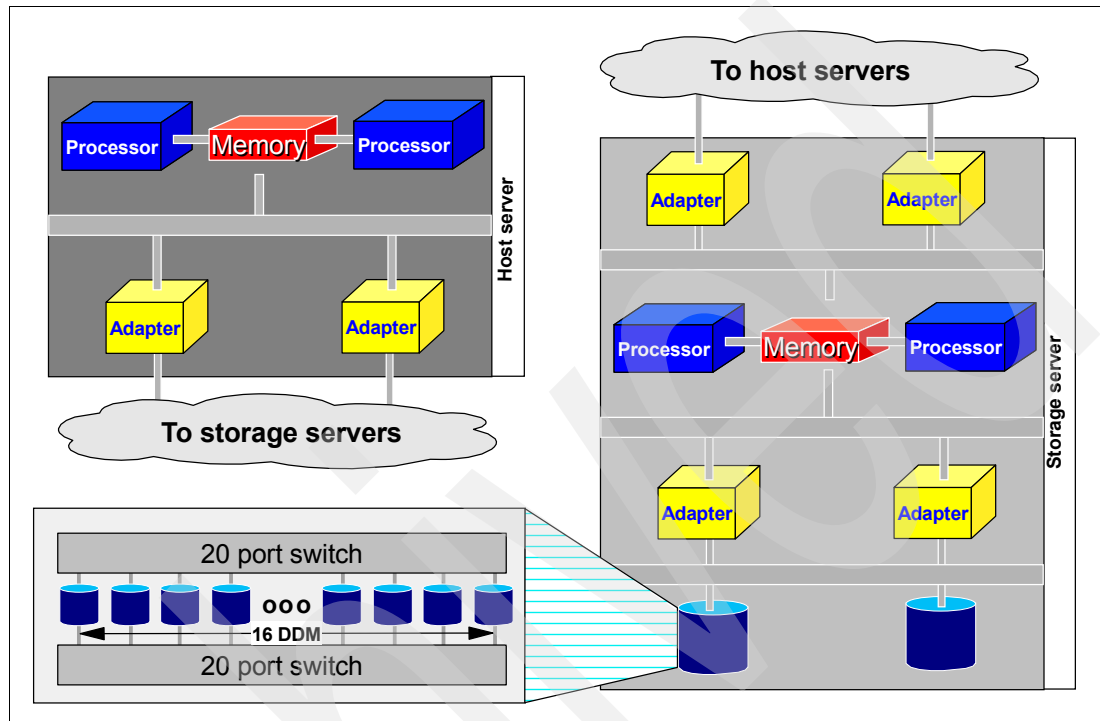 To host servers
Processor
Memory
Processor
Host server
Adapter
Adapter
To storage servers
Adapter
Adapter
Processor
Memory
Processor
Storage server
Adapter
Adapter
20 port switch
ooo
16 DDM
20 port switch